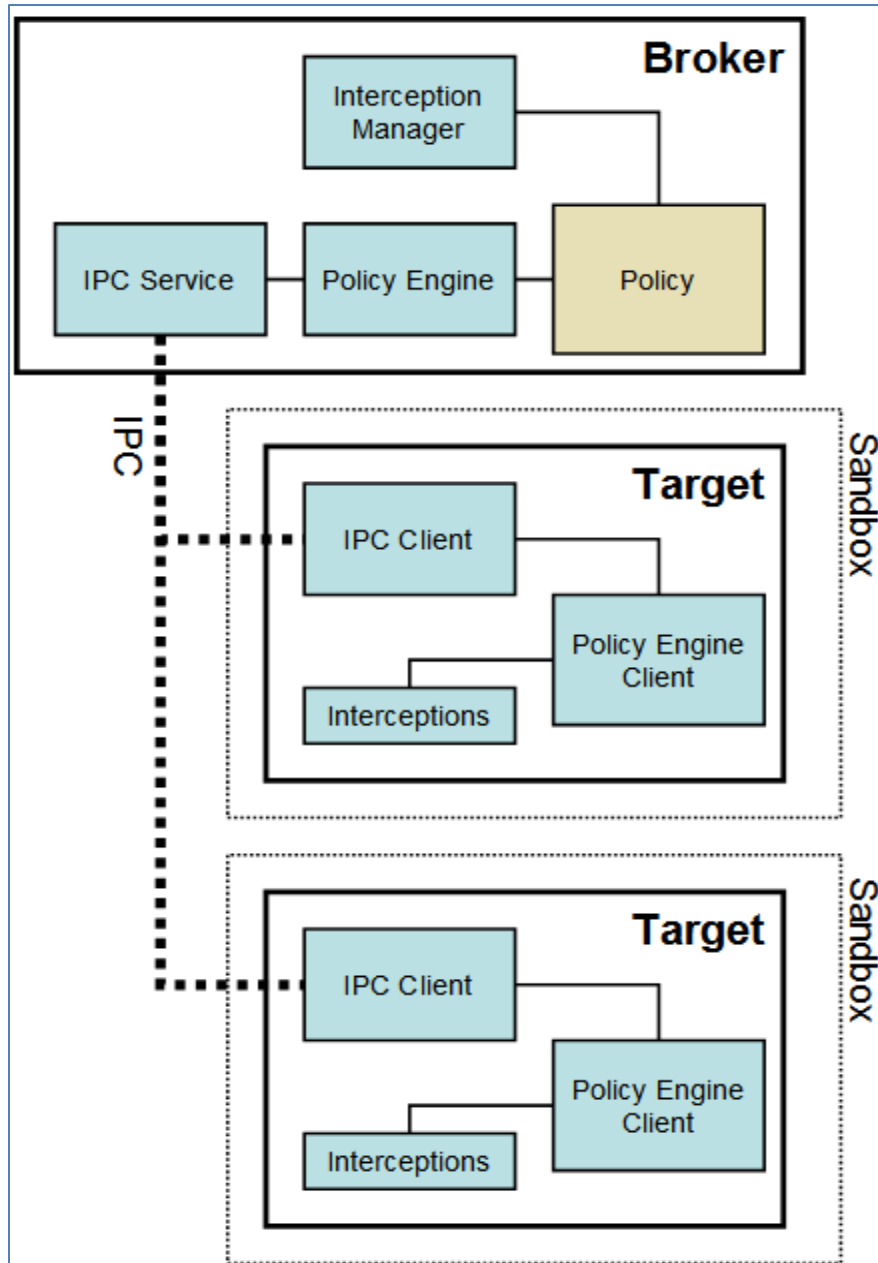 Broker
Interception
Manager
IPC Service
Policy Engine
Policy
IPC
Sandbox
Target
IPC Client
Policy Engine
Client
Interceptions
Sandbox
Target
IPC Client
Policy Engine
Client
Interceptions